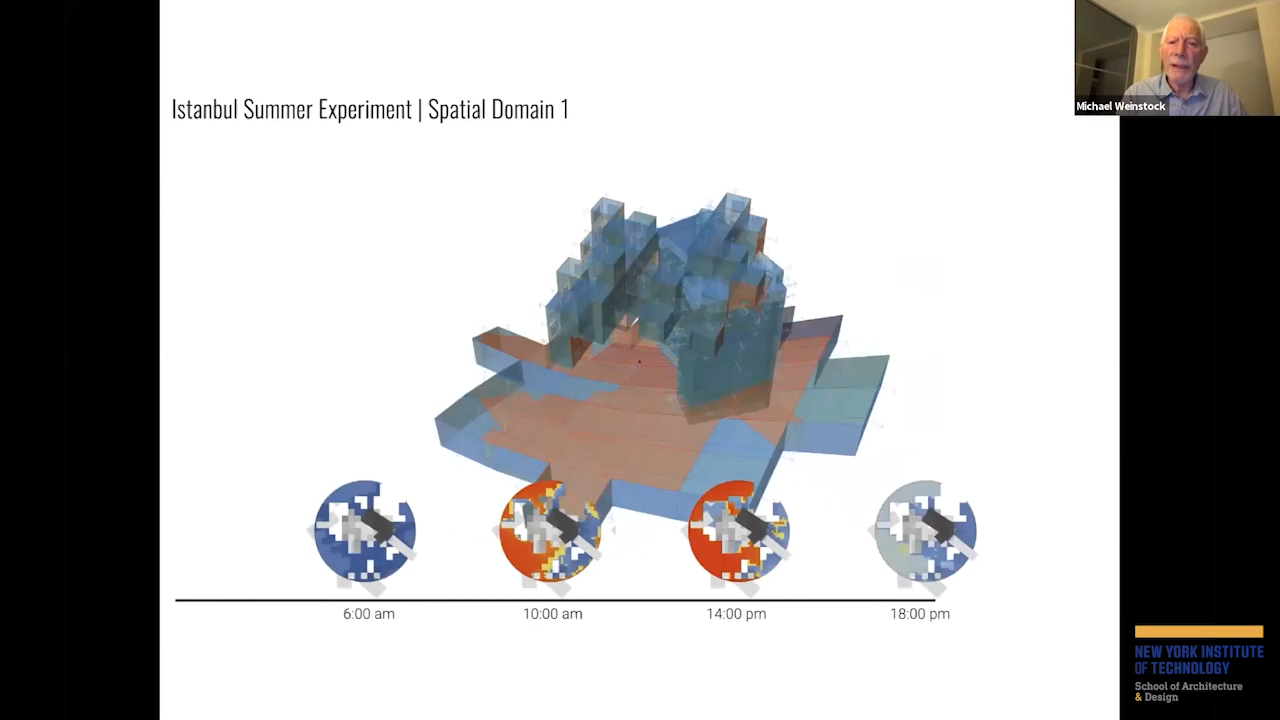 Michael Weinstock
Istanbul Summer Experiment | Spatial Domain 1
6:00 am
10:00 am
14:00 pm
18:00 pm
NEW YORK INSTITUTE
OF TECHNOLOGY
School of Architecture
& Design